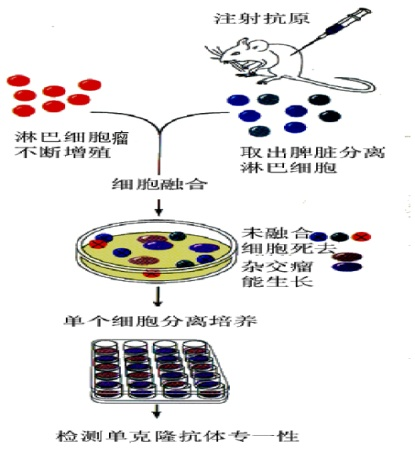 注射抗原
淋巴细胞瘤
不断增殖
取出脾脏分离
淋巴细胞
细胞融合
未融合
细胞死去
杂交瘤
能生长
单个细胞分离培养
检测单克隆抗体专一性